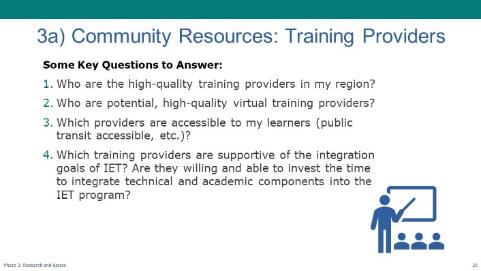 3a) Community Resources: Training Providers
Some Key Questions to Answer:
1. Who are the high-quality training providers in my region?
2. Who are potential, high-quality virtual training providers?
3. Which providers are accessible to my learners (public
transit accessible, etc.)?
4. Which training providers are supportive of the integration
goals of IET? Are they willing and able to invest the time
to integrate technical and academic components into the
IET program?
Phase 1: Research and Assess